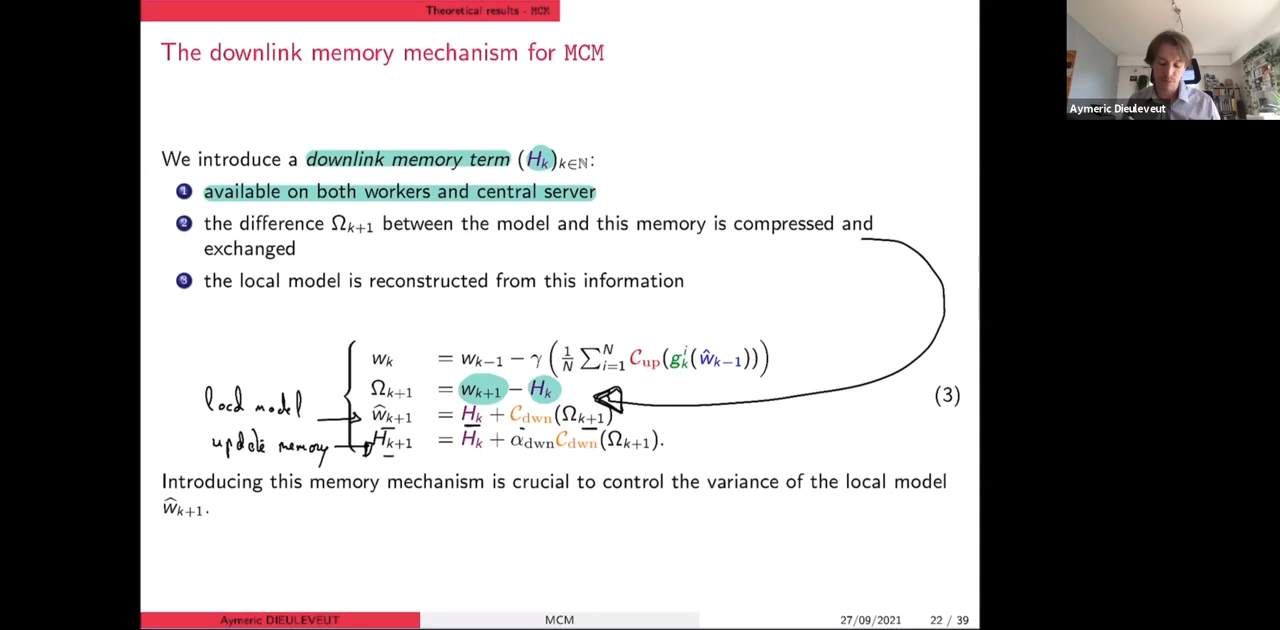 Theoretical results - MCM
The downlink memory mechanism for MCM
Aymeric Dieuleveut
We introduce a downlink memory term (H_k)_{k∈ℕ}:
1 available on both workers and central server
2 the difference Ω_{k+1} between the model and this memory is compressed and
exchanged
3 the local model is reconstructed from this information
w_k = w_{k−1} − γ (1/N ∑_{i=1}^N C_up(g_k^i(ŵ_{k−1})))
Ω_{k+1} = w_{k+1} − H_k
(3)
local model ŵ_{k+1} = H_k + C_dwn(Ω_{k+1})
update memory H_{k+1} = H_k + α_dwn C_dwn(Ω_{k+1}).
Introducing this memory mechanism is crucial to control the variance of the local model
ŵ_{k+1}.
Aymeric DIEULEVEUT MCM 27/09/2021 22 / 39